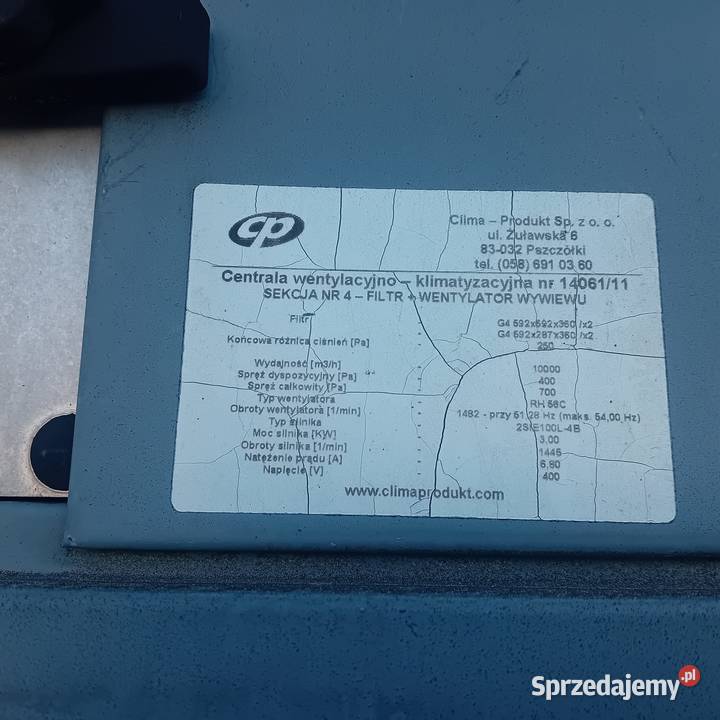 cp
Clima – Produkt Sp. z o. o.
ul. Żuławska 6
83-032 Pszczółki
tel. (058) 691 03 60
Centrala wentylacyjno – klimatyzacyjna nr 14061/11
SEKCJA NR 4 – FILTR + WENTYLATOR WYWIEWU
Filtr - G4 592x592x360 /x2
G4 592x287x360 /x2
Końcowa różnica ciśnień [Pa] - 250
Wydajność [m3/h] - 10000
Spręż dyspozycyjny [Pa] - 400
Spręż całkowity [Pa] - 700
Typ wentylatora - RH 56C
Obroty wentylatora [1/min] - 1482 - przy 51,28 Hz (maks. 54,00 Hz)
Typ silnika - 2SIE100L-4B
Moc silnika [KW] - 3,00
Obroty silnika [1/min] - 1445
Natężenie prądu [A] - 6,80
Napięcie [V] - 400
www.climaprodukt.com
Sprzedajemy.pl